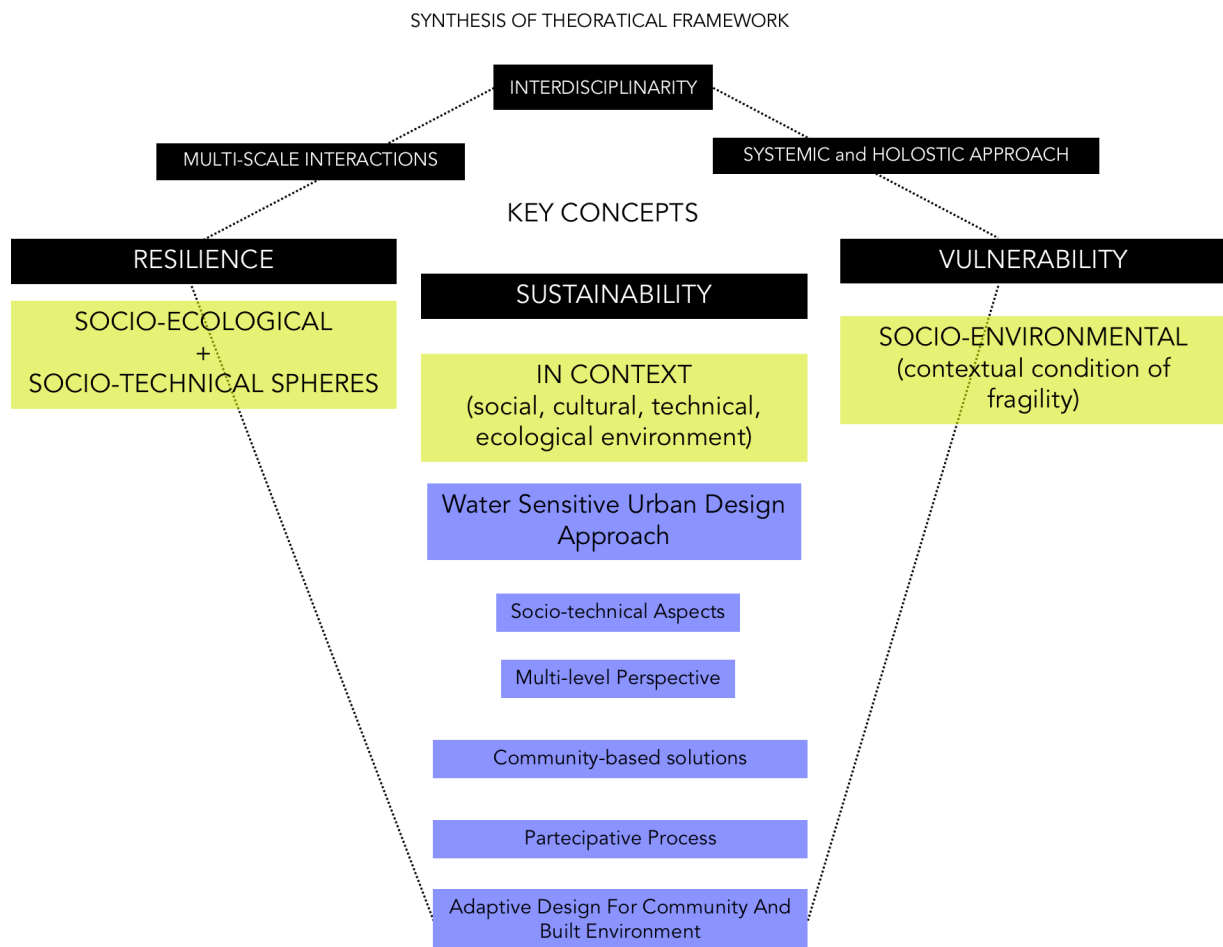 SYNTHESIS OF THEORATICAL FRAMEWORK
INTERDISCIPLINARITY
MULTI-SCALE INTERACTIONS
SYSTEMIC and HOLOSTIC APPROACH
KEY CONCEPTS
RESILIENCE
SOCIO-ECOLOGICAL
+
SOCIO-TECHNICAL SPHERES
SUSTAINABILITY
IN CONTEXT
(social, cultural, technical,
ecological environment)
VULNERABILITY
SOCIO-ENVIRONMENTAL
(contextual condition of
fragility)
Water Sensitive Urban Design
Approach
Socio-technical Aspects
Multi-level Perspective
Community-based solutions
Partecipative Process
Adaptive Design For Community And
Built Environment